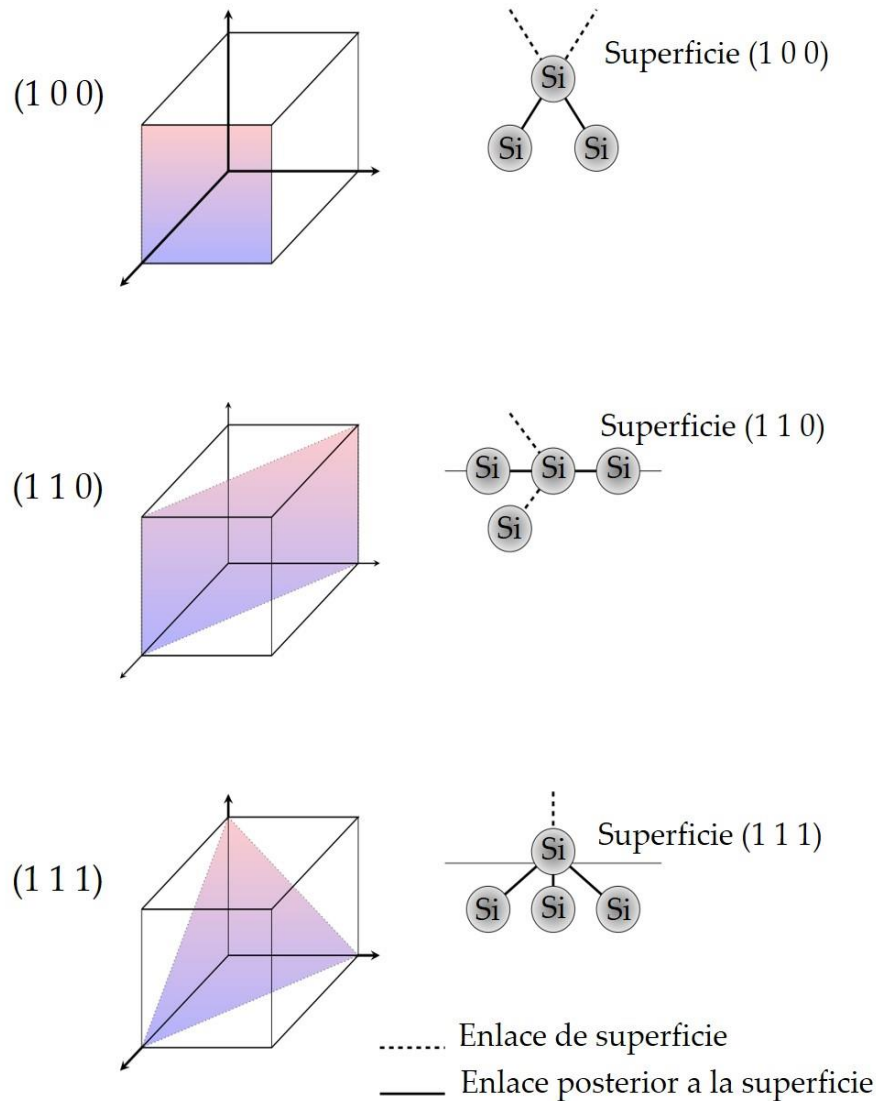 (1 0 0)
Superficie (1 0 0)
Si
Si Si
(1 1 0)
Superficie (1 1 0)
Si Si Si
Si
(1 1 1)
Superficie (1 1 1)
Si
Si Si Si
Enlace de superficie
Enlace posterior a la superficie